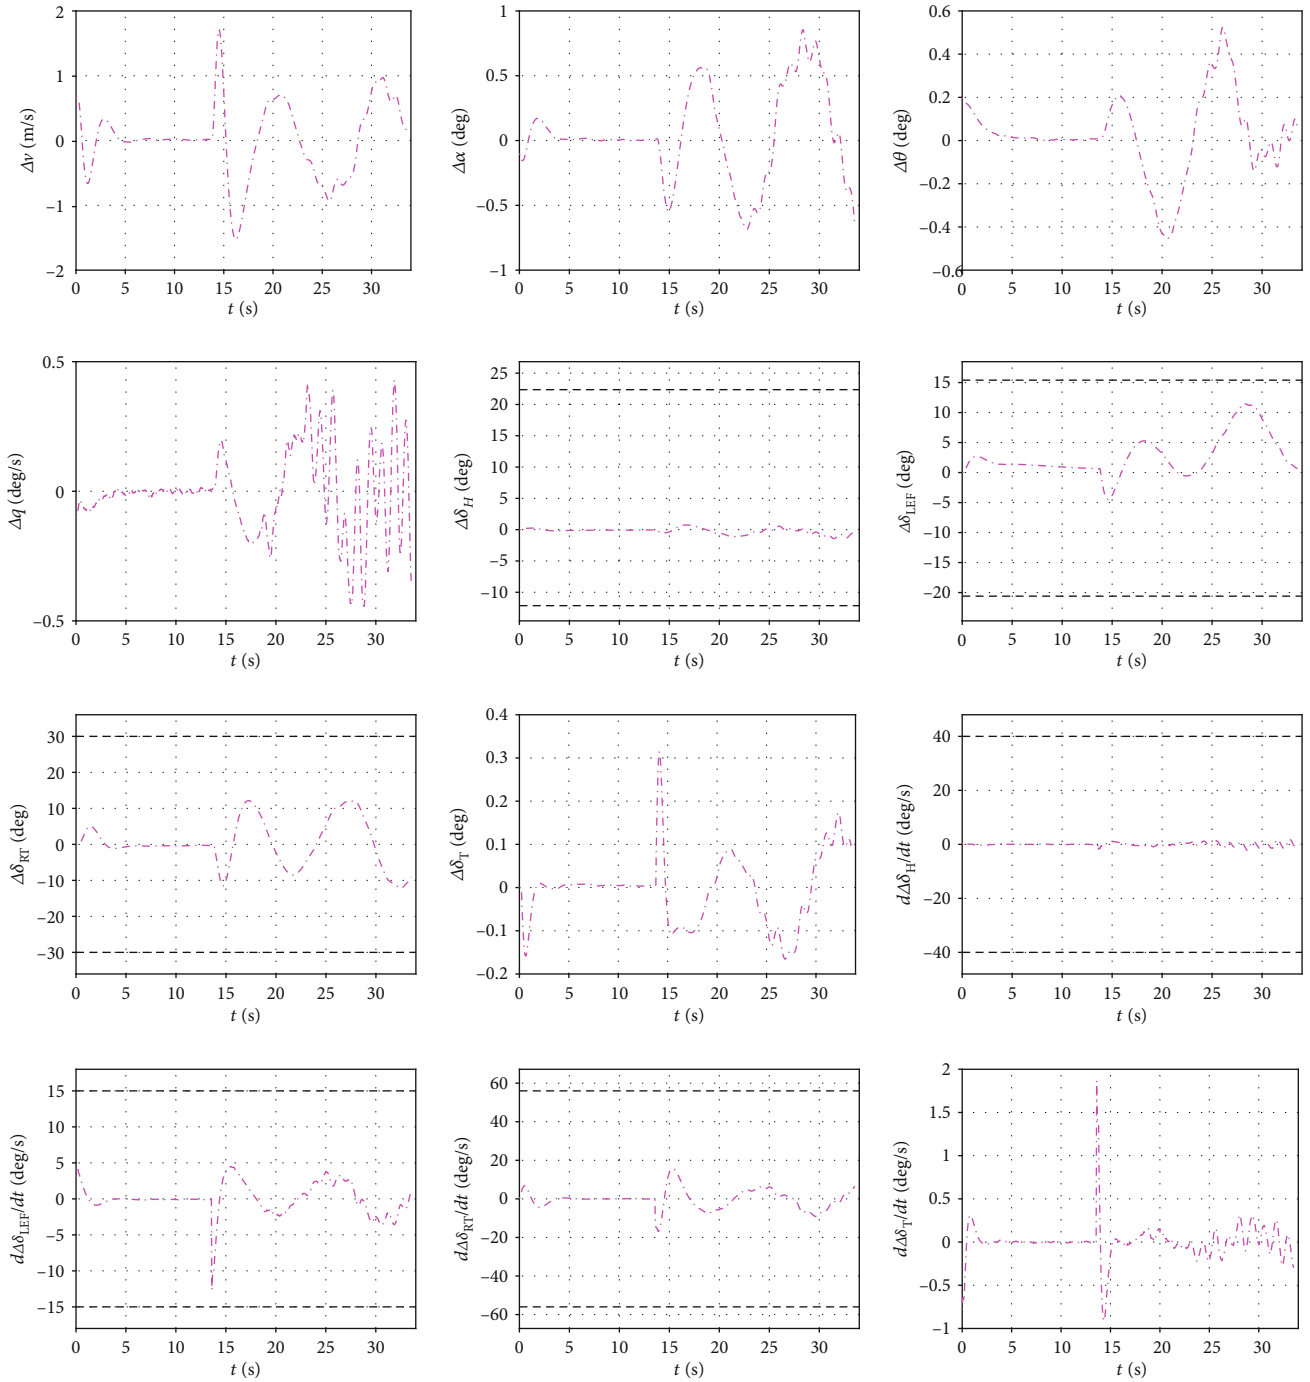 2
1
0
−1
−2
Δv (m/s)
0 5 10 15 20 25 30
t (s)
1
0.5
0
−0.5
−1
Δα (deg)
0 5 10 15 20 25 30
t (s)
0.6
0.4
0.2
0
−0.2
−0.4
−0.6
Δθ (deg)
0 5 10 15 20 25 30
t (s)
0.5
0
−0.5
Δq (deg/s)
0 5 10 15 20 25 30
t (s)
25
20
15
10
5
0
−5
−10
Δδ_H (deg)
0 5 10 15 20 25 30
t (s)
15
10
5
0
−5
−10
−15
−20
Δδ_LEF (deg)
0 5 10 15 20 25 30
t (s)
30
20
10
0
−10
−20
−30
Δδ_RT (deg)
0 5 10 15 20 25 30
t (s)
0.4
0.3
0.2
0.1
0
−0.1
0.2
Δδ_T (deg)
0 5 10 15 20 25 30
t (s)
40
20
0
−20
−40
dΔδ_H/dt (deg/s)
0 5 10 15 20 25 30
t (s)
15
10
5
0
−5
−10
−15
dΔδ_LEF/dt (deg/s)
0 5 10 15 20 25 30
t (s)
60
40
20
0
−20
−40
−60
dΔδ_RT/dt (deg/s)
0 5 10 15 20 25 30
t (s)
2
1.5
1
0.5
0
−0.5
−1
dΔδ_T/dt (deg/s)
0 5 10 15 20 25 30
t (s)